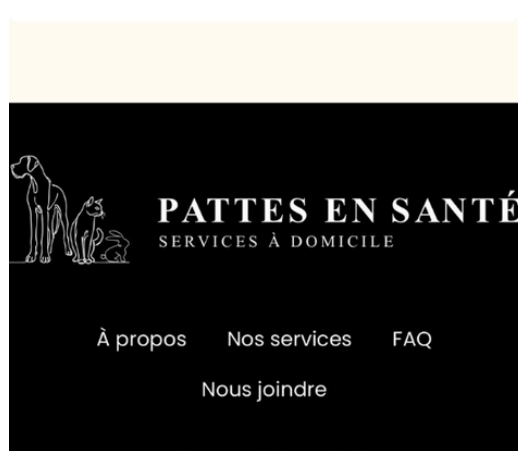 PATTES EN SANTÉ
SERVICES À DOMICILE
À propos Nos services FAQ
Nous joindre